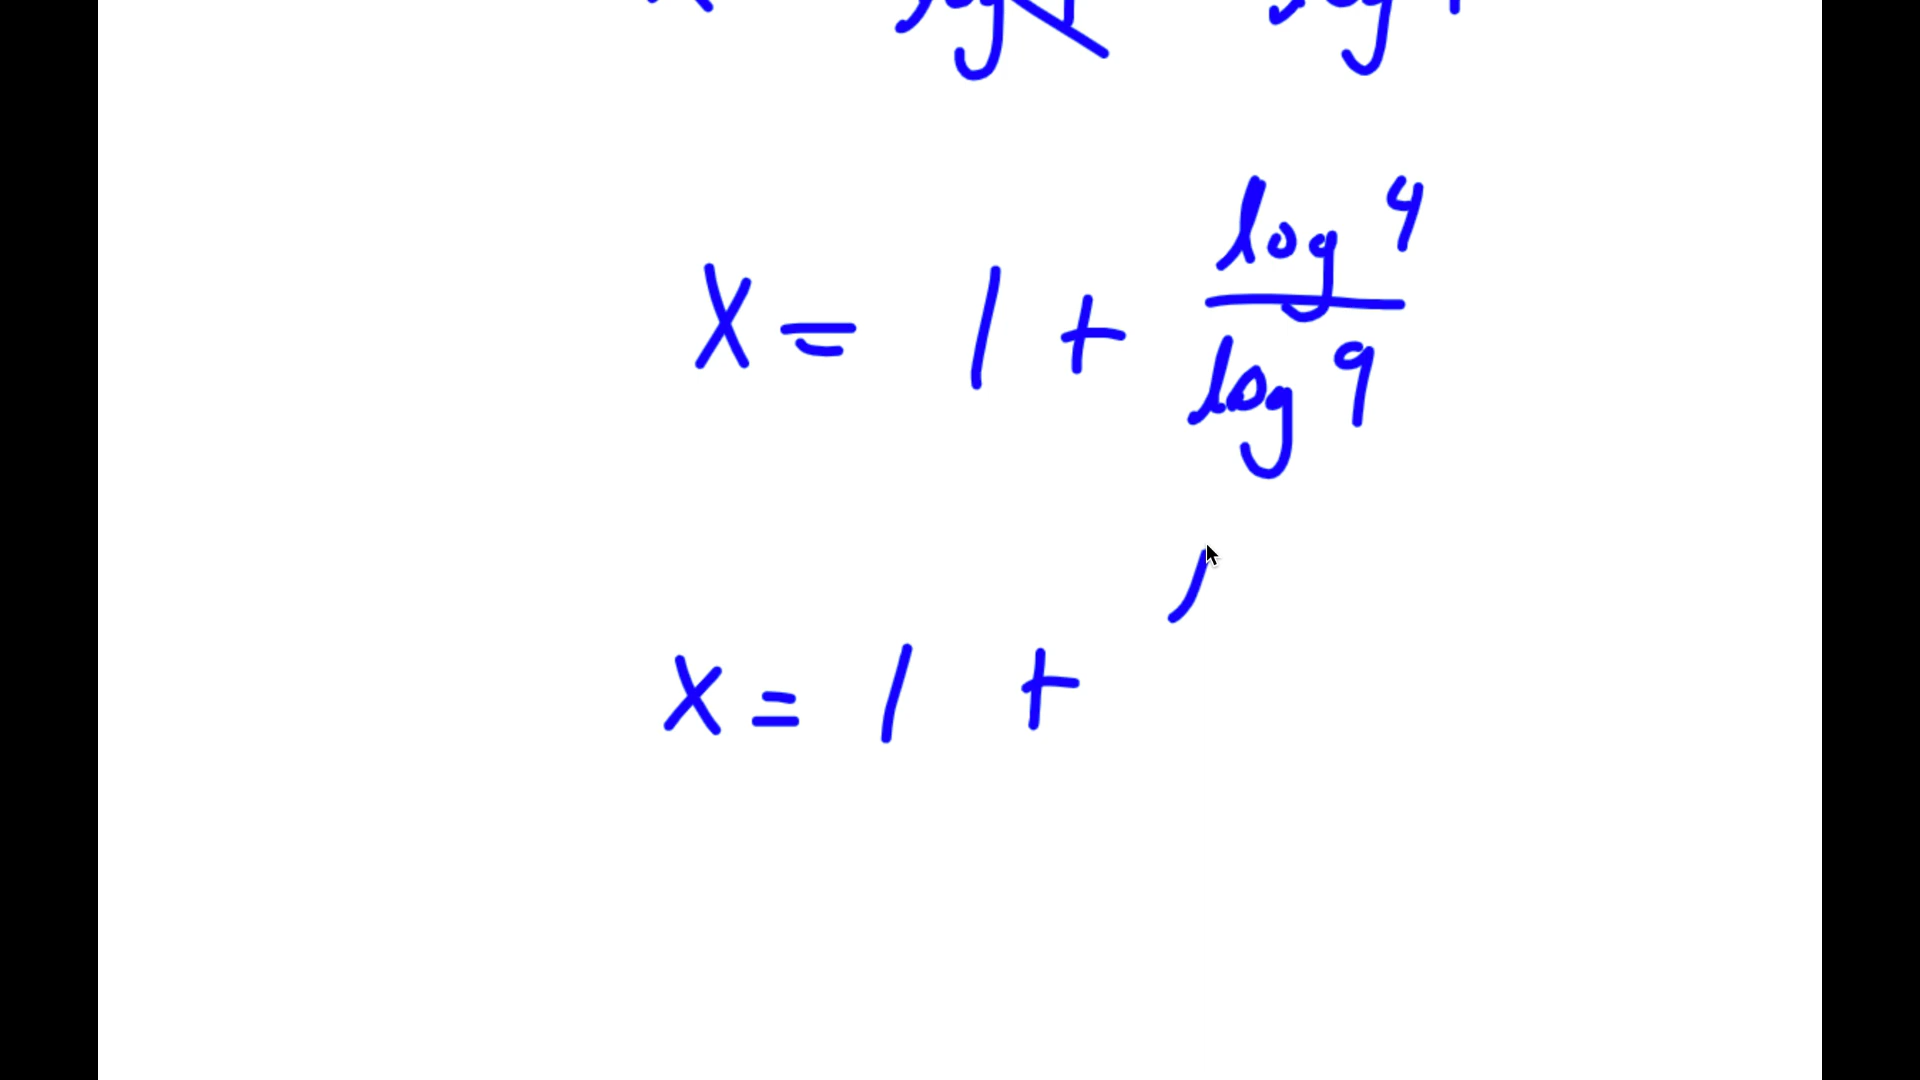 x = 1 + log 4 / log 9
x = 1 +